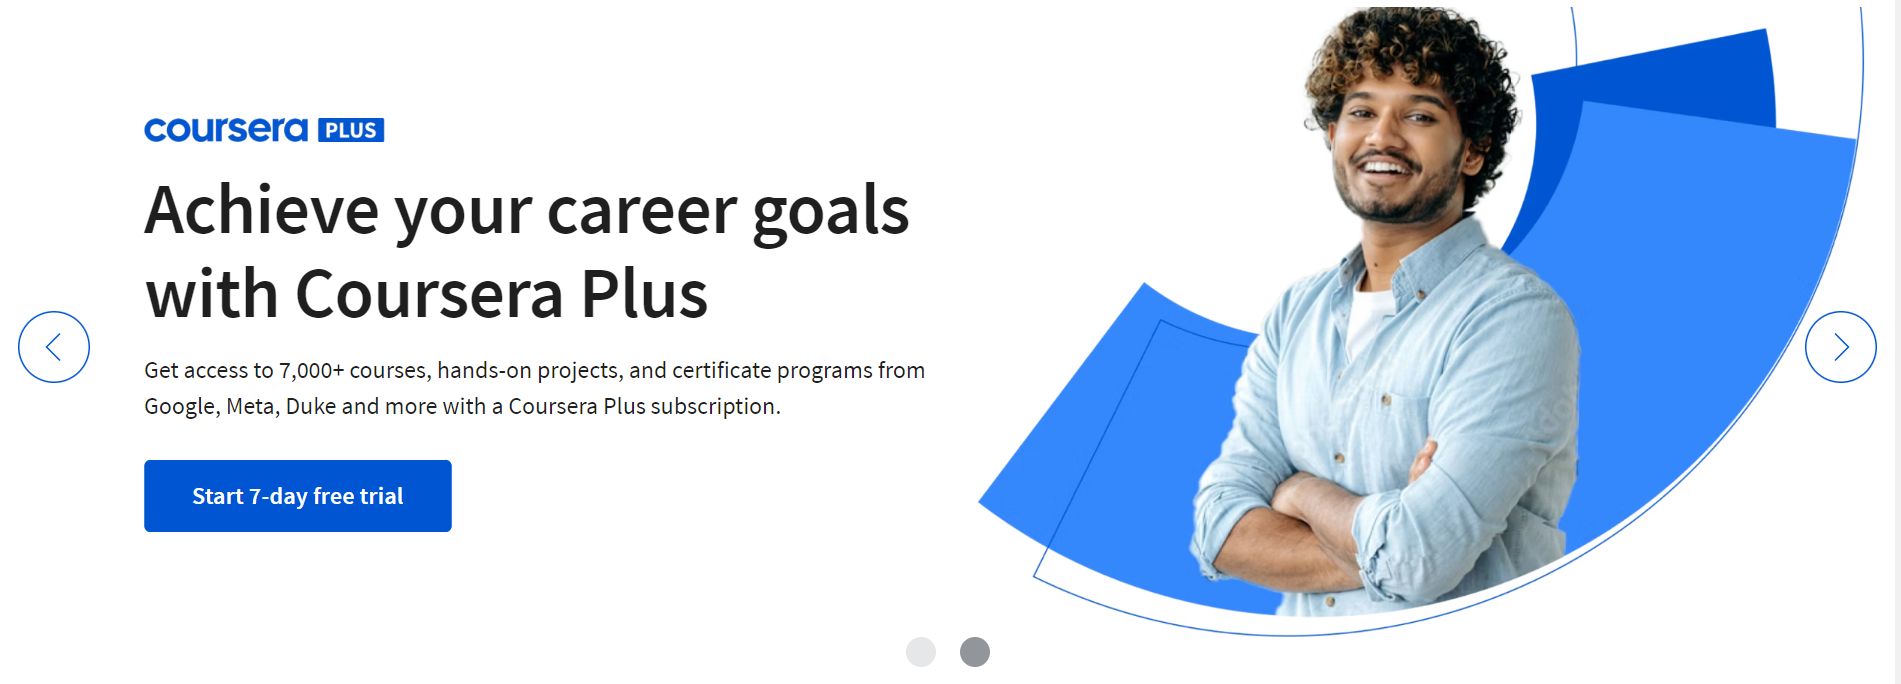 coursera PLUS
Achieve your career goals
with Coursera Plus
Get access to 7,000+ courses, hands-on projects, and certificate programs from
Google, Meta, Duke and more with a Coursera Plus subscription.
Start 7-day free trial